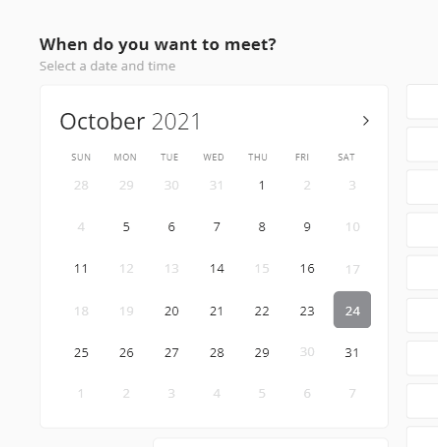 When do you want to meet?
Select a date and time
October 2021
SUN MON TUE WED THU FRI SAT
28 29 30 31 1 2 3
4 5 6 7 8 9 10
11 12 13 14 15 16 17
18 19 20 21 22 23 24
25 26 27 28 29 30 31
1 2 3 4 5 6 7